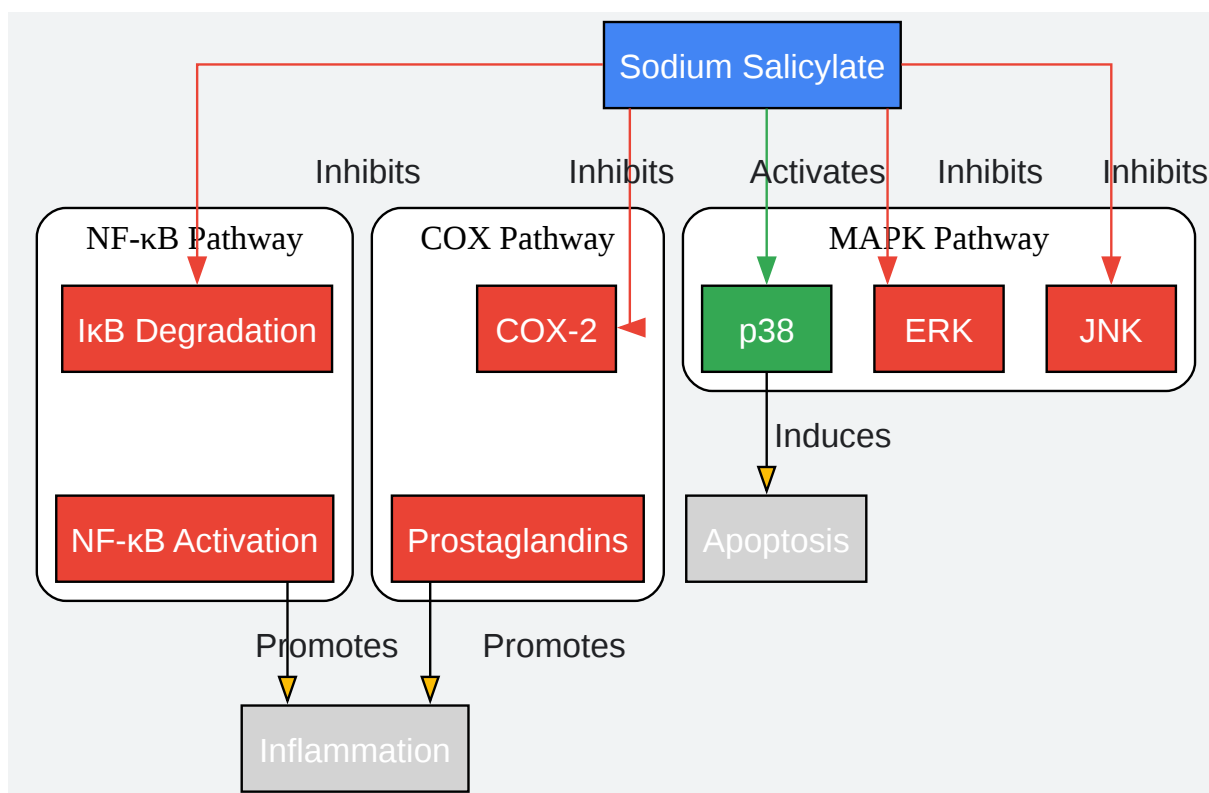 Sodium Salicylate
Inhibits
Inhibits
Activates
Inhibits
Inhibits
NF-κB Pathway
COX Pathway
MAPK Pathway
IκB Degradation
COX-2
p38
ERK
JNK
Induces
NF-κB Activation
Prostaglandins
Apoptosis
Promotes
Promotes
Inflammation